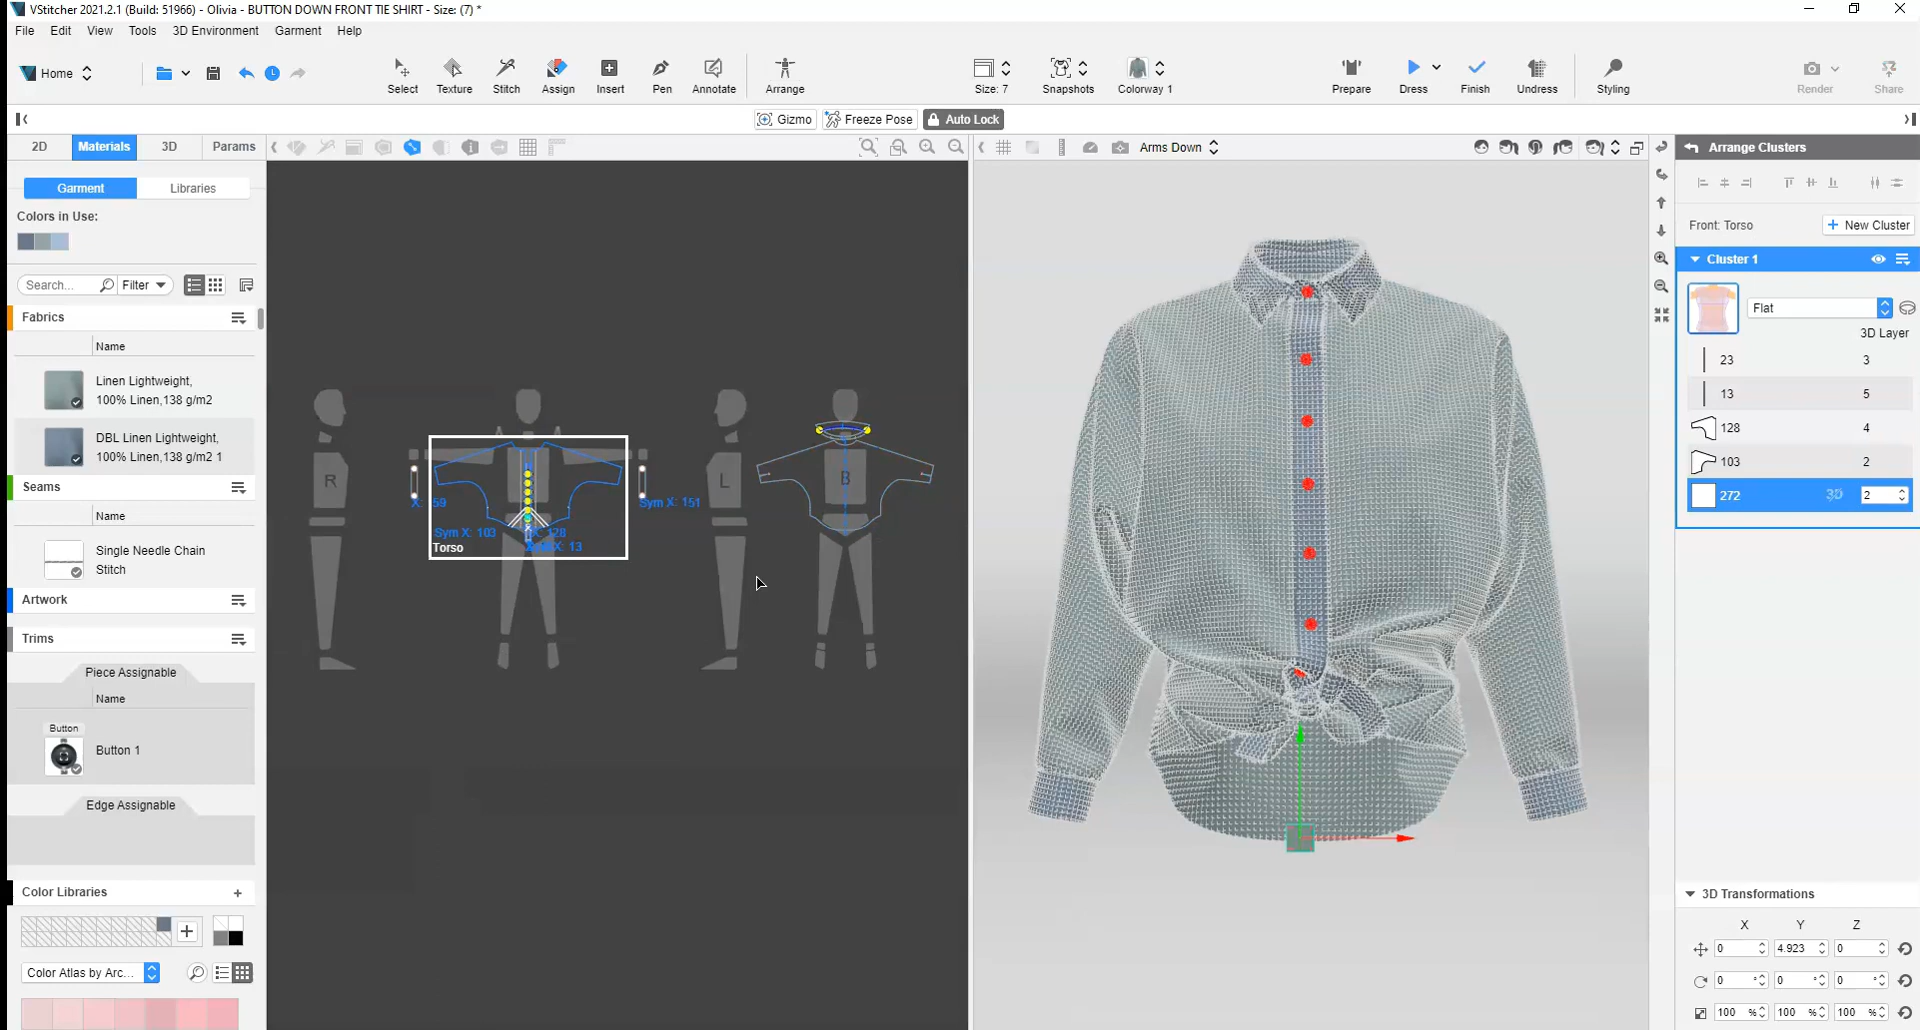 VStitcher 2021.2.1 (Build: 51966) - Olivia - BUTTON DOWN FRONT TIE SHIRT - Size: (7) *
File Edit View Tools 3D Environment Garment Help
Home
Select Texture Stitch Assign Insert Pen Annotate Arrange Size: 7 Snapshots Colorway 1 Prepare Dress Finish Undress Styling Render Share
Gizmo Freeze Pose Auto Lock
2D Materials 3D Params
Arms Down
Arrange Clusters
Garment Libraries
Colors in Use:
Search... Filter
Fabrics
Name
Linen Lightweight,
100% Linen,138 g/m2
DBL Linen Lightweight,
100% Linen,138 g/m2 1
Seams
Name
Single Needle Chain
Stitch
Artwork
Trims
Piece Assignable
Name
Button
Button 1
Edge Assignable
Color Libraries +
Color Atlas by Arc...
R
L
B
Sym X: 151
Sym X: 103
X: 128
X: 13
Torso
Front: Torso
+ New Cluster
Cluster 1
Flat
3D Layer
23 3
13 5
128 4
103 2
272 3D 2
3D Transformations
X Y Z
0 4.923 0
0 ° 0 ° 0 °
100 % 100 % 100 %